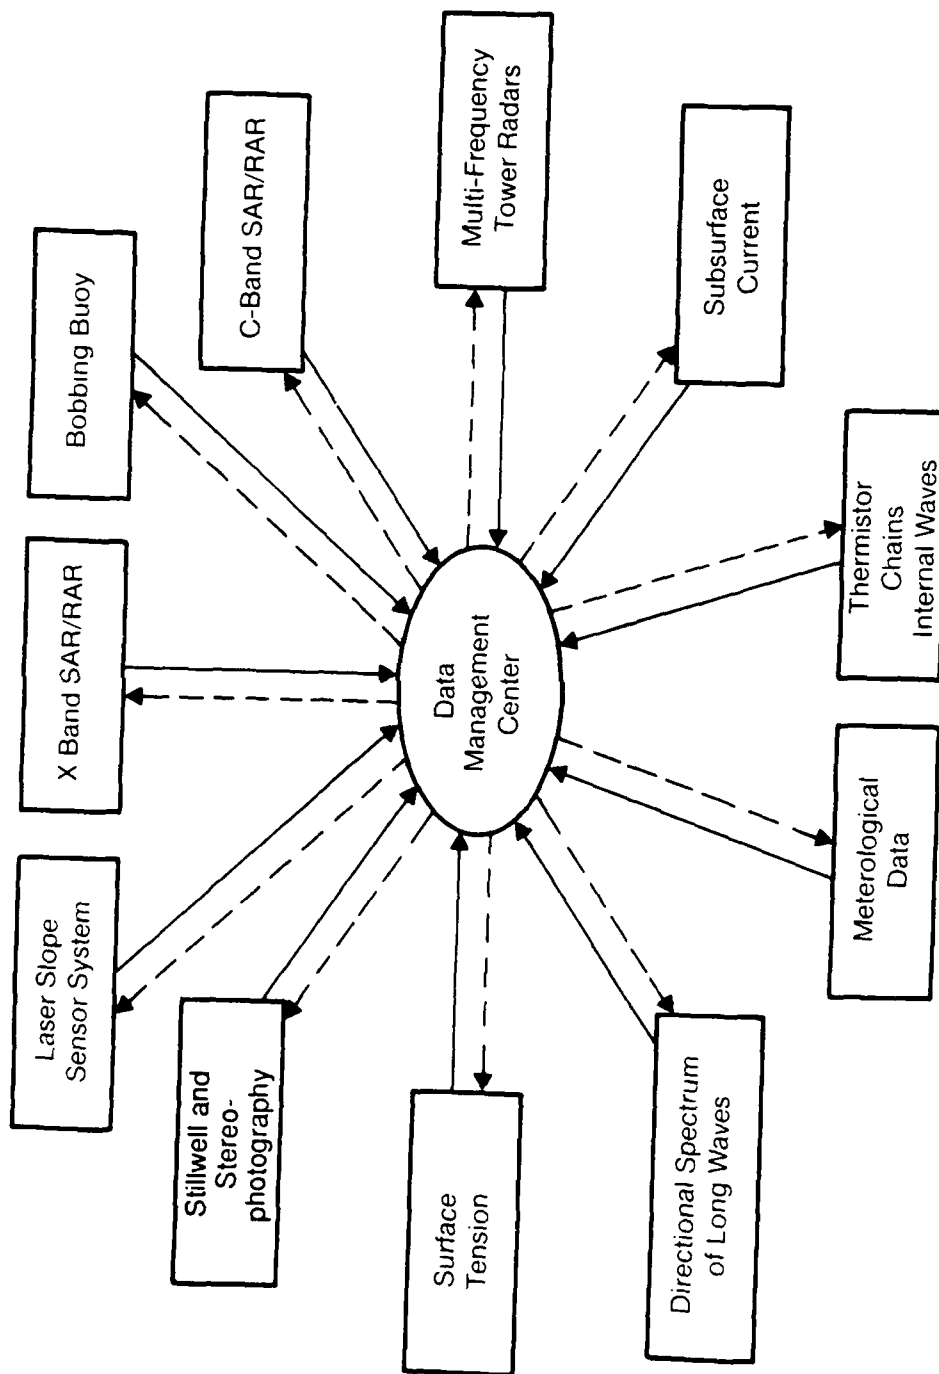 Laser Slope
Sensor System
X Band SAR/RAR
Bobbing Buoy
C-Band SAR/RAR
Stillwell and
Stereo-
photography
Multi-Frequency
Tower Radars
Data
Management
Center
Surface
Tension
Subsurface
Current
Directional Spectrum
of Long Waves
Meterological
Data
Thermistor
Chains
Internal Waves